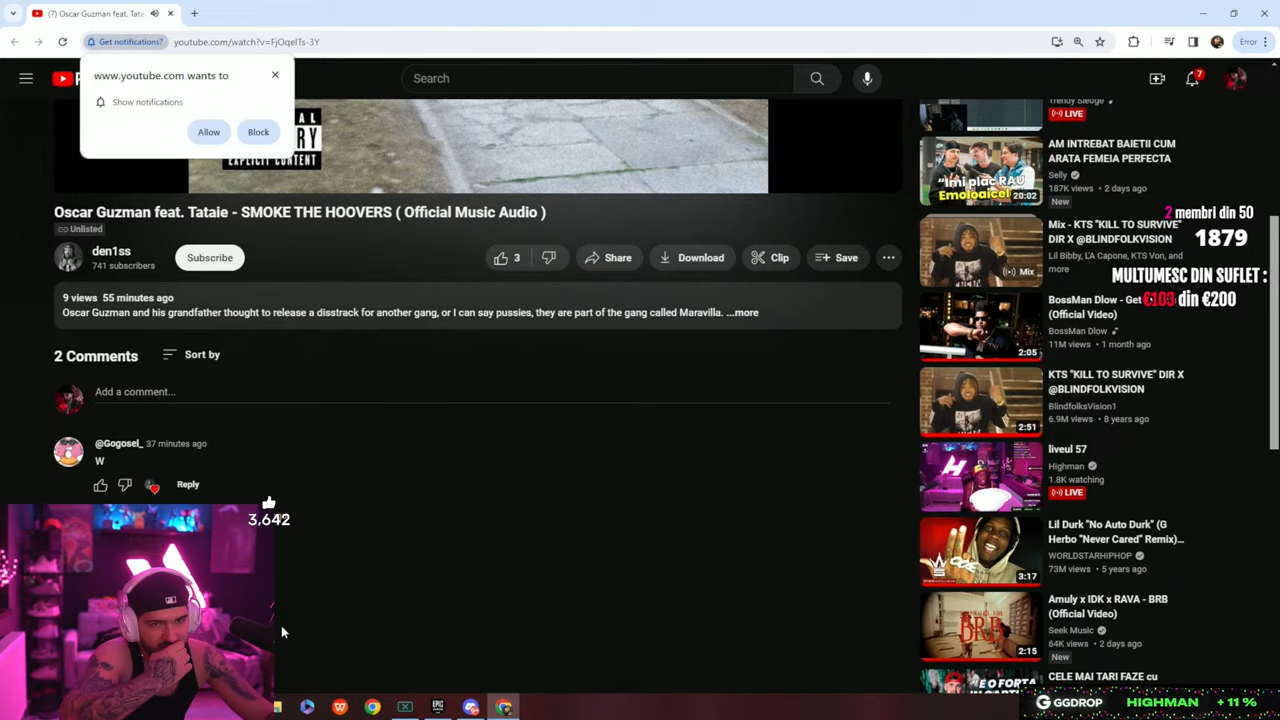 (7) Oscar Guzman feat. Tataie
Get notifications?
youtube.com/watch?v=FjOqelTs-3Y
Error
www.youtube.com wants to
Show notifications
Allow
Block
Search
7
EXPLICIT CONTENT
Oscar Guzman feat. Tataie - SMOKE THE HOOVERS ( Official Music Audio )
Unlisted
den1ss
741 subscribers
Subscribe
3
Share
Download
Clip
Save
9 views 55 minutes ago
Oscar Guzman and his grandfather thought to release a disstrack for another gang, or I can say pussies, they are part of the gang called Maravilla. ...more
2 Comments
Sort by
Add a comment...
@Gogosel_ 37 minutes ago
W
Reply
3,642
Trendy Sledge
LIVE
"Imi plac RAU
Emoloaicel
20:02
AM INTREBAT BAIETII CUM
ARATA FEMEIA PERFECTA
Selly
187K views • 2 days ago
New
2 membri din 50
1879
Mix
Mix - KTS "KILL TO SURVIVE"
DIR X @BLINDFOLKVISION
Lil Bibby, L'A Capone, KTS Von, and
more
MULTUMESC DIN SUFLET :
€103 din €200
2:05
BossMan Dlow - Get
(Official Video)
BossMan Dlow
11M views • 1 month ago
2:51
KTS "KILL TO SURVIVE" DIR X
@BLINDFOLKVISION
BlindfolksVision1
6.9M views • 8 years ago
liveul 57
Highman
1.8K watching
LIVE
3:17
Lil Durk "No Auto Durk" (G
Herbo "Never Cared" Remix)...
WORLDSTARHIPHOP
73M views • 5 years ago
BRB
2:15
Amuly x IDK x RAVA - BRB
(Official Video)
Seek Music
64K views • 2 days ago
New
E O FORTA
CELE MAI TARI FAZE cu
GGDROP
HIGHMAN
+ 11 %